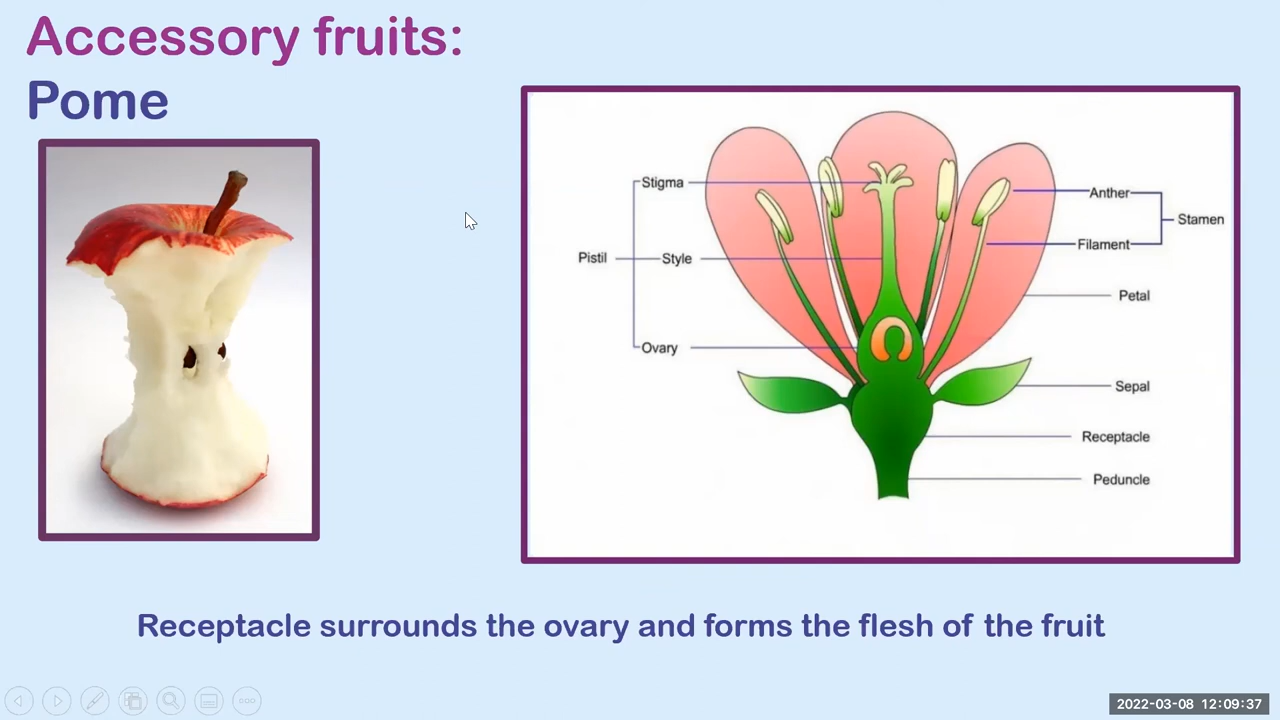 Accessory fruits:
Pome
Stigma
Pistil
Style
Ovary
Anther
Stamen
Filament
Petal
Sepal
Receptacle
Peduncle
Receptacle surrounds the ovary and forms the flesh of the fruit
2022-03-08 12:09:37